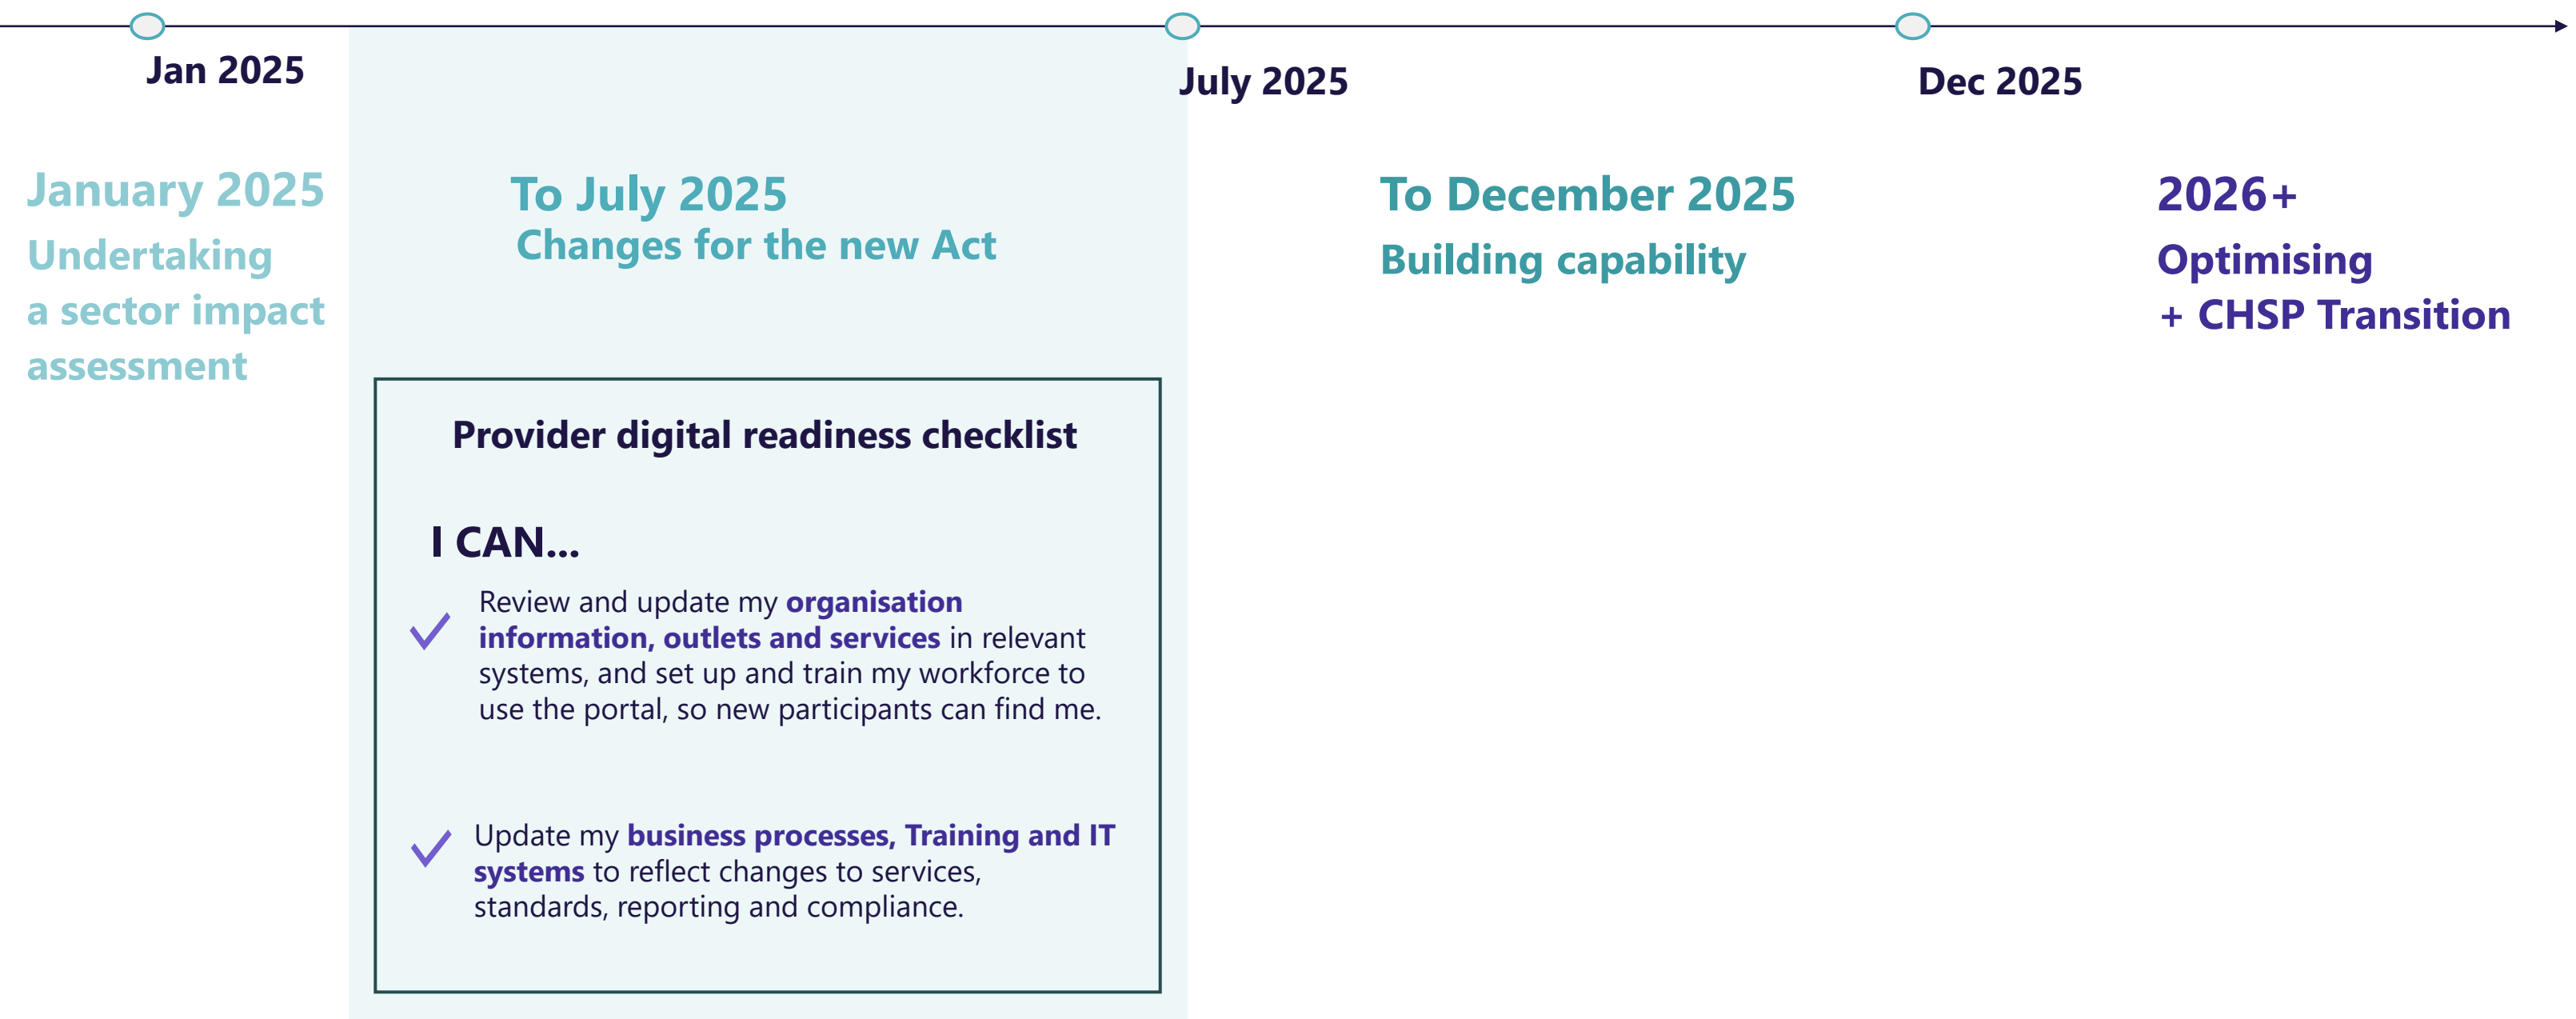 Jan 2025
July 2025
Dec 2025
January 2025
Undertaking
a sector impact
assessment
To July 2025
Changes for the new Act
To December 2025
Building capability
2026+
Optimising
+ CHSP Transition
Provider digital readiness checklist
I CAN...
Review and update my organisation
information, outlets and services in relevant
systems, and set up and train my workforce to
use the portal, so new participants can find me.
Update my business processes, Training and IT
systems to reflect changes to services,
standards, reporting and compliance.